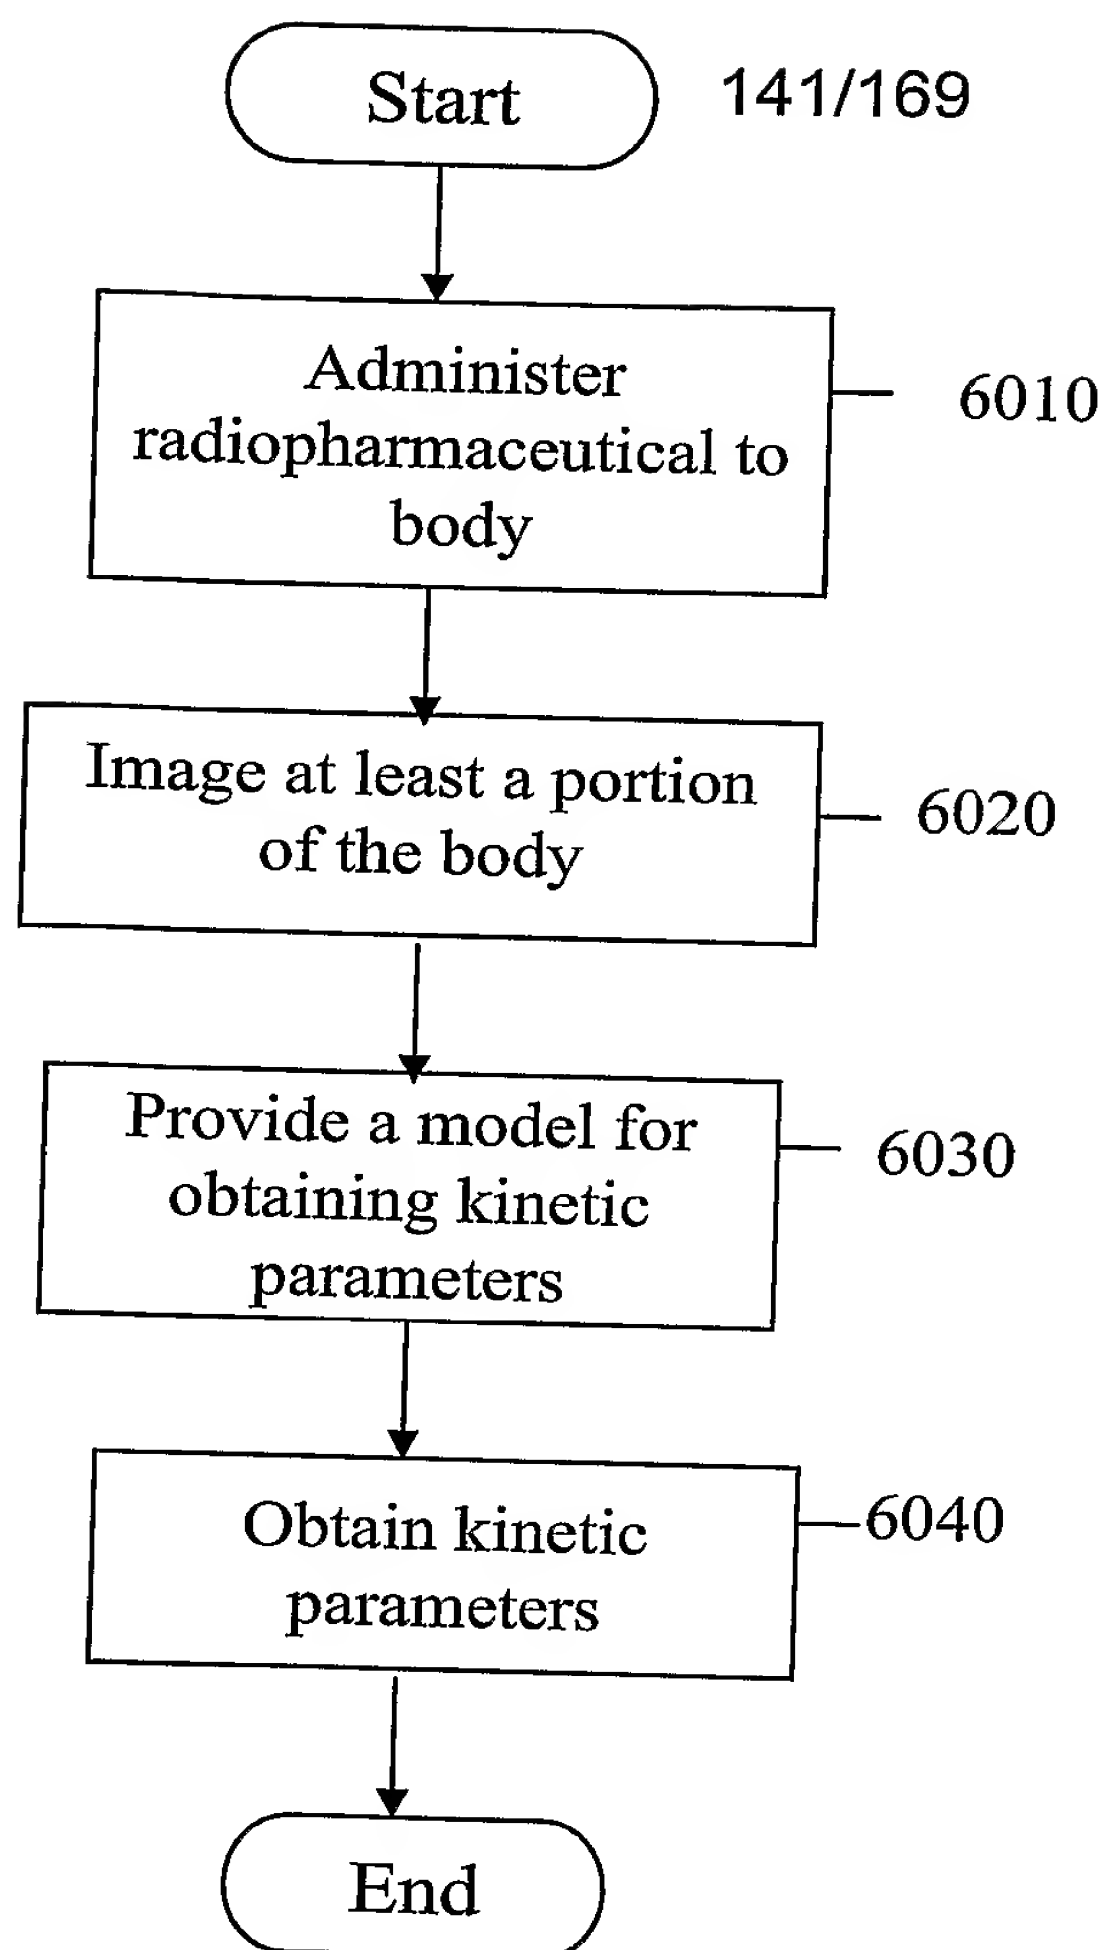 Start
141/169
Administer
radiopharmaceutical to
body
6010
Image at least a portion
of the body
6020
Provide a model for
obtaining kinetic
parameters
6030
Obtain kinetic
parameters
6040
End